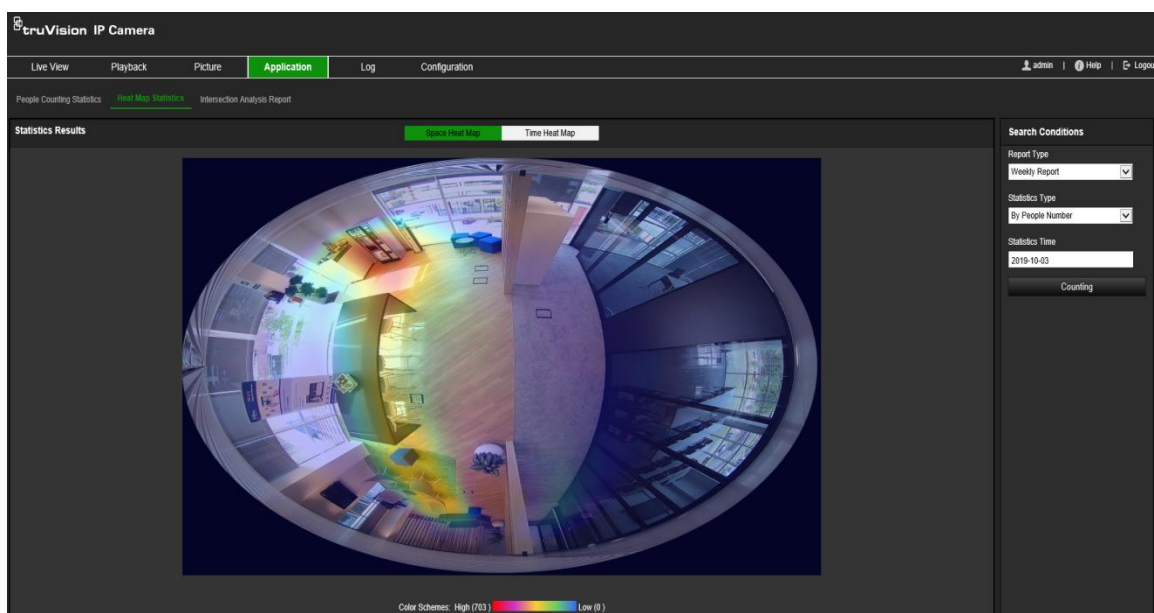 truVision IP Camera
Live View Playback Picture Application Log Configuration admin | Help | Logou
People Counting Statistics Heat Map Statistics Intersection Analysis Report
Statistics Results Space Heat Map Time Heat Map Search Conditions
Report Type
Weekly Report
Statistics Type
By People Number
Statistics Time
2019-10-03
Counting
Color Schemes: High (703 ) Low (0 )